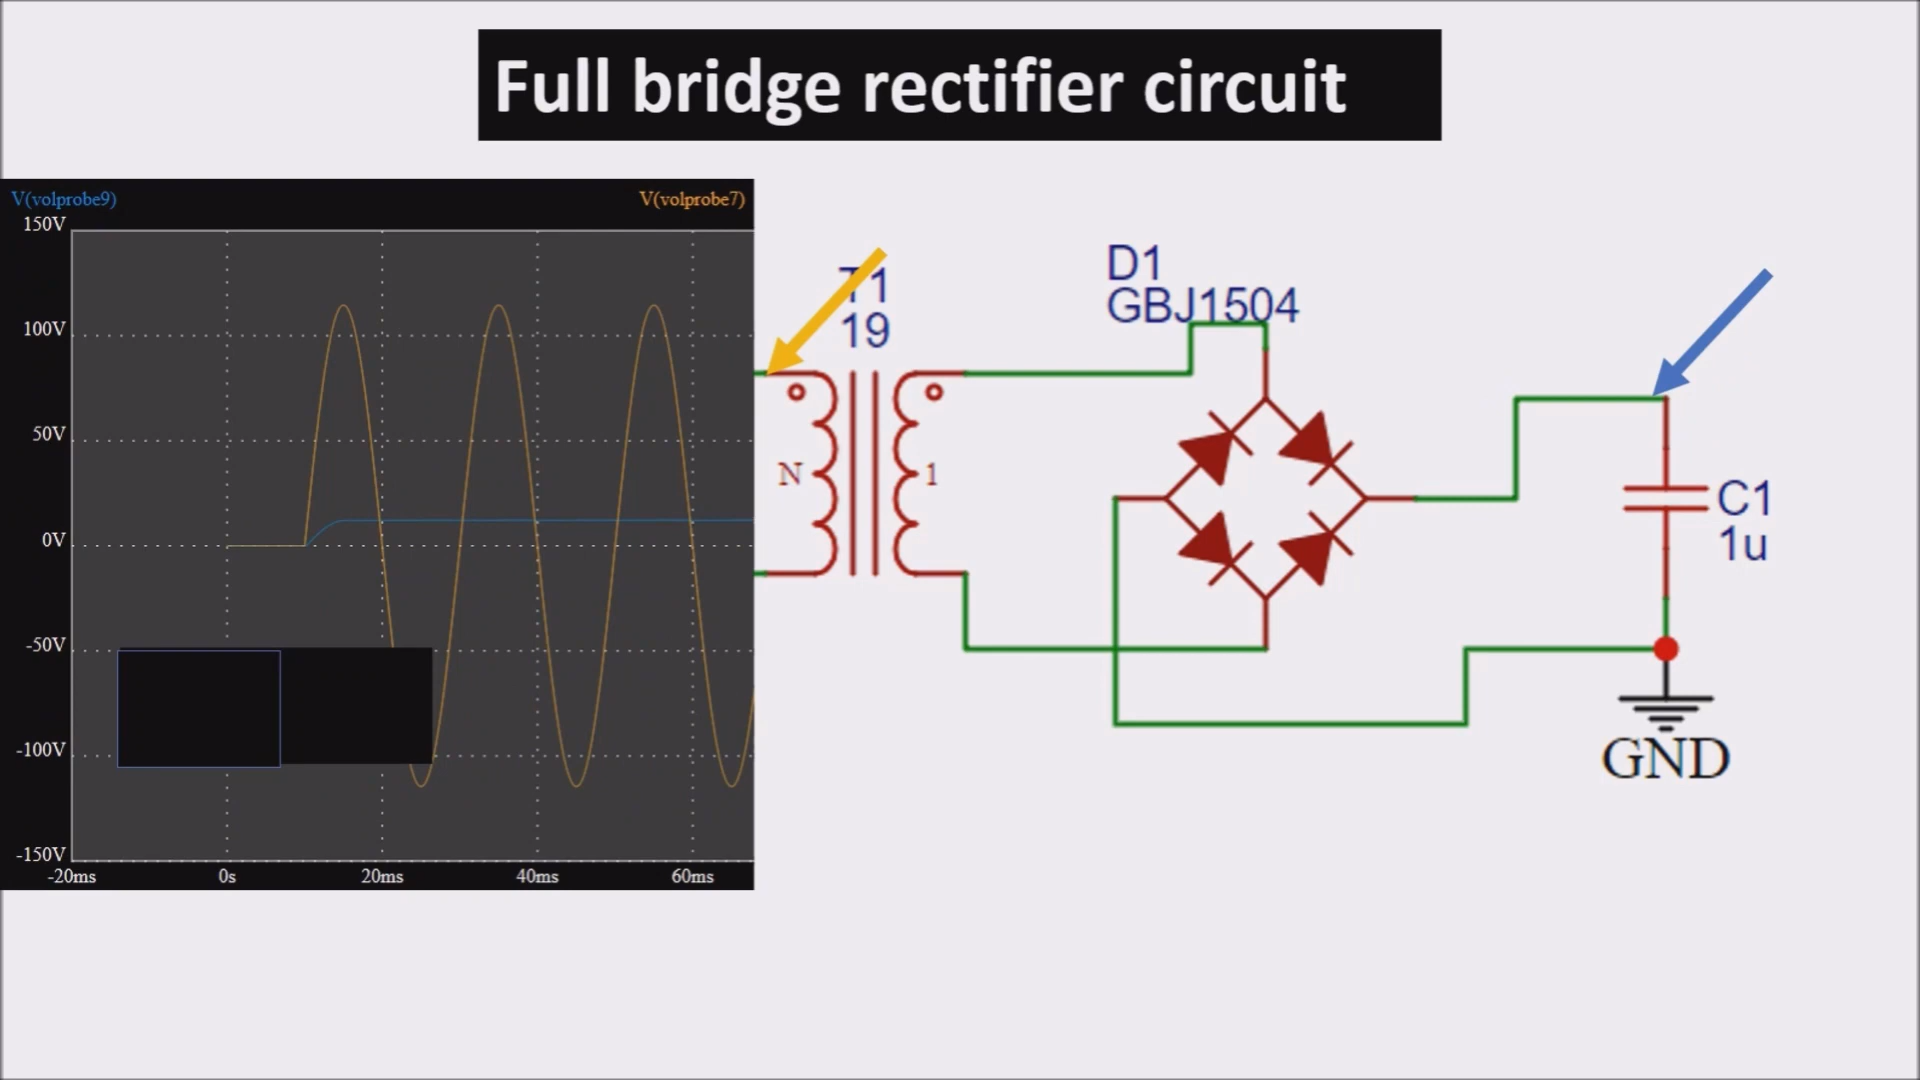 Full bridge rectifier circuit
V(volprobe9)
V(volprobe7)
150V
100V
50V
0V
-50V
-100V
-150V
-20ms
0s
20ms
40ms
60ms
T1
19
N
1
D1
GBJ1504
C1
1u
GND